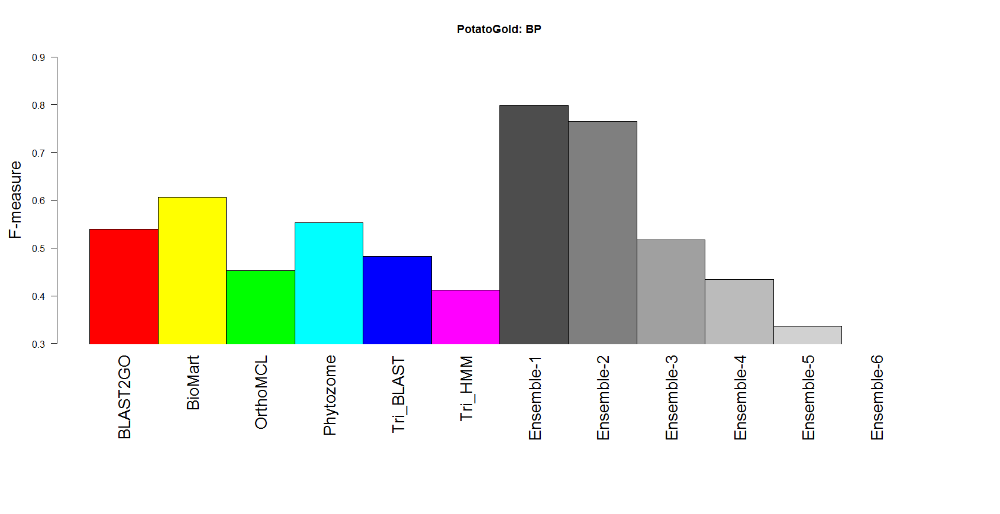 PotatoGold: BP
F-measure
0.9
0.8
0.7
0.6
0.5
0.4
0.3
BLAST2GO
BioMart
OrthoMCL
Phytozome
Tri_BLAST
Tri_HMM
Ensemble-1
Ensemble-2
Ensemble-3
Ensemble-4
Ensemble-5
Ensemble-6